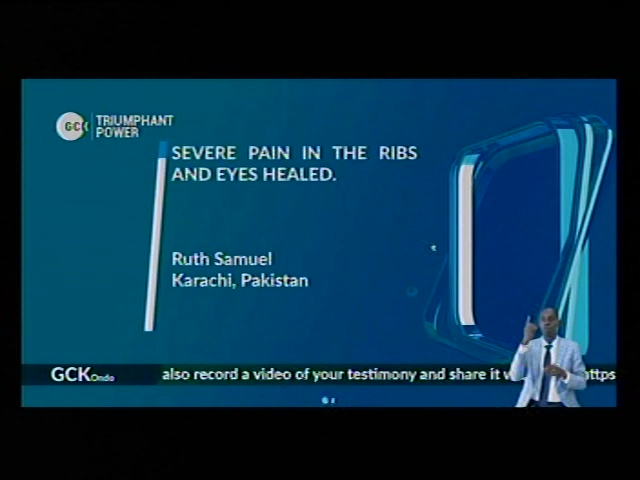 GCK
TRIUMPHANT
POWER
SEVERE PAIN IN THE RIBS
AND EYES HEALED.
Ruth Samuel
Karachi, Pakistan
GCK Ondo
also record a video of your testimony and share it ttps